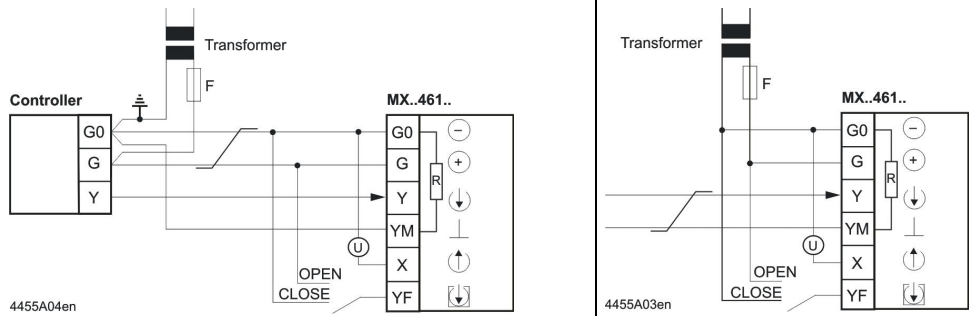 Transformer
F
Controller
MX..461..
G0
G0
G
G
Y
Y
R
YM
U
X
OPEN
CLOSE
YF
4455A04en
Transformer
F
MX..461..
G0
G
R
Y
YM
U
X
OPEN
CLOSE
YF
4455A03en